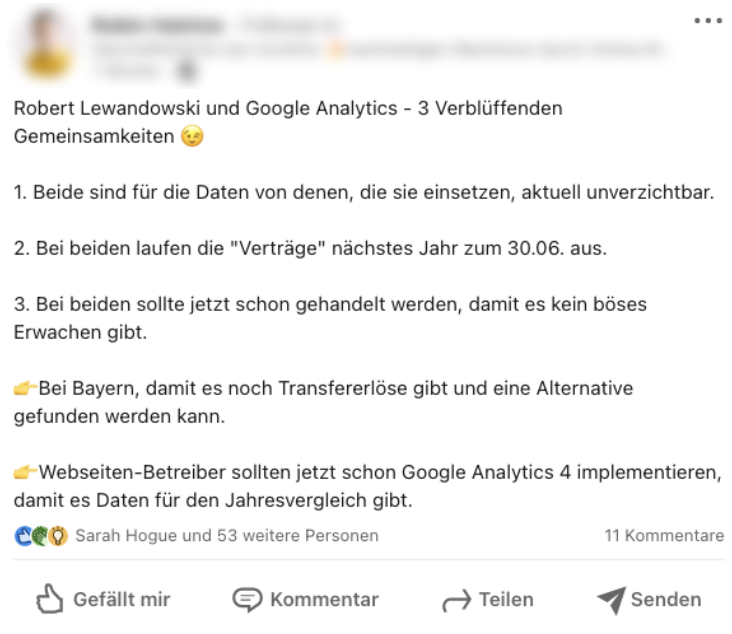 Robert Lewandowski und Google Analytics - 3 Verblüffenden
Gemeinsamkeiten 😉
1. Beide sind für die Daten von denen, die sie einsetzen, aktuell unverzichtbar.
2. Bei beiden laufen die "Verträge" nächstes Jahr zum 30.06. aus.
3. Bei beiden sollte jetzt schon gehandelt werden, damit es kein böses
Erwachen gibt.
👉Bei Bayern, damit es noch Transfererlöse gibt und eine Alternative
gefunden werden kann.
👉Webseiten-Betreiber sollten jetzt schon Google Analytics 4 implementieren,
damit es Daten für den Jahresvergleich gibt.
Sarah Hogue und 53 weitere Personen 11 Kommentare
Gefällt mir Kommentar Teilen Senden